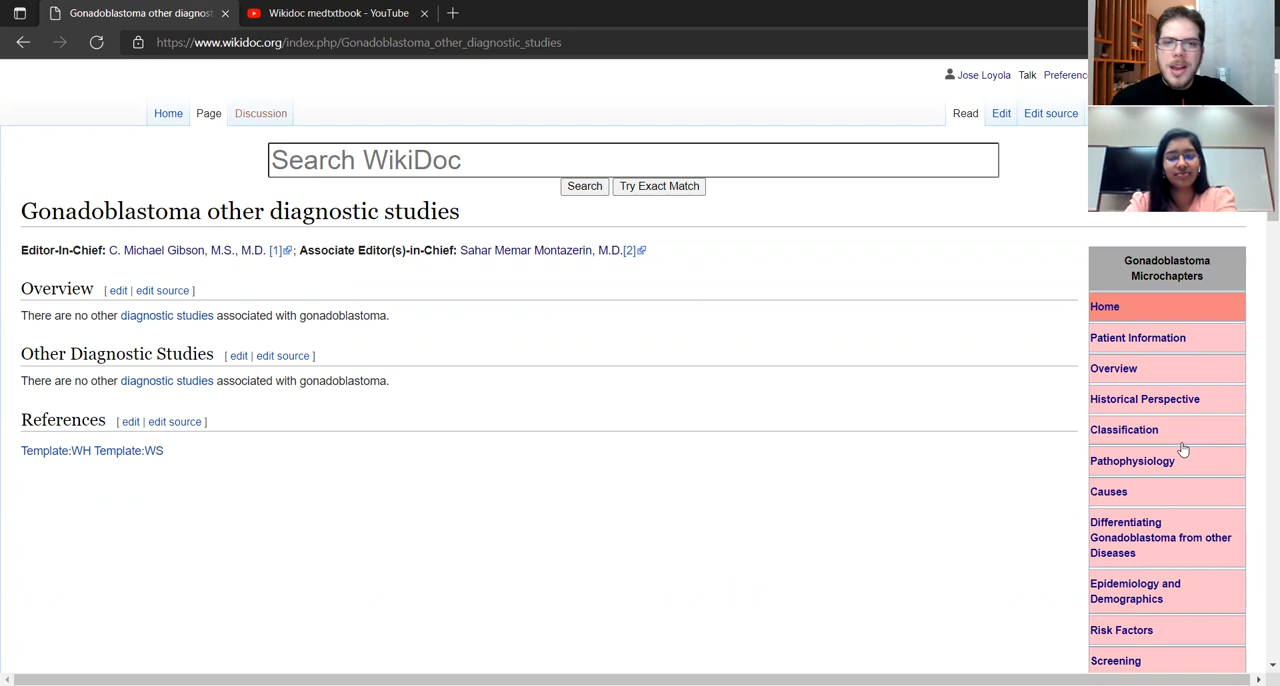 Gonadoblastoma other diagnost
Wikidoc medtxtbook - YouTube
https://www.wikidoc.org/index.php/Gonadoblastoma_other_diagnostic_studies
Jose Loyola Talk Preferenc
Home Page Discussion
Read Edit Edit source
Search WikiDoc
Search Try Exact Match
Gonadoblastoma other diagnostic studies
Editor-In-Chief: C. Michael Gibson, M.S., M.D. [1]; Associate Editor(s)-in-Chief: Sahar Memar Montazerin, M.D.[2]
Overview [ edit | edit source ]
There are no other diagnostic studies associated with gonadoblastoma.
Other Diagnostic Studies [ edit | edit source ]
There are no other diagnostic studies associated with gonadoblastoma.
References [ edit | edit source ]
Template:WH Template:WS
Gonadoblastoma
Microchapters
Home
Patient Information
Overview
Historical Perspective
Classification
Pathophysiology
Causes
Differentiating
Gonadoblastoma from other
Diseases
Epidemiology and
Demographics
Risk Factors
Screening